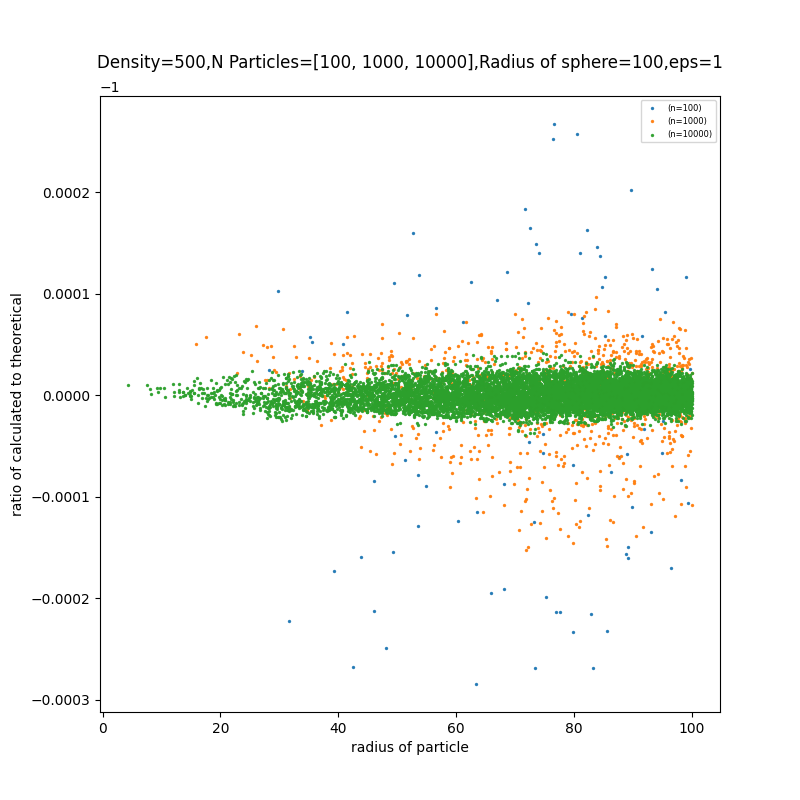 Density=500,N Particles=[100, 1000, 10000],Radius of sphere=100,eps=1
−1
(n=100)
(n=1000)
(n=10000)
0.0002
0.0001
0.0000
−0.0001
−0.0002
−0.0003
ratio of calculated to theoretical
0 20 40 60 80 100
radius of particle